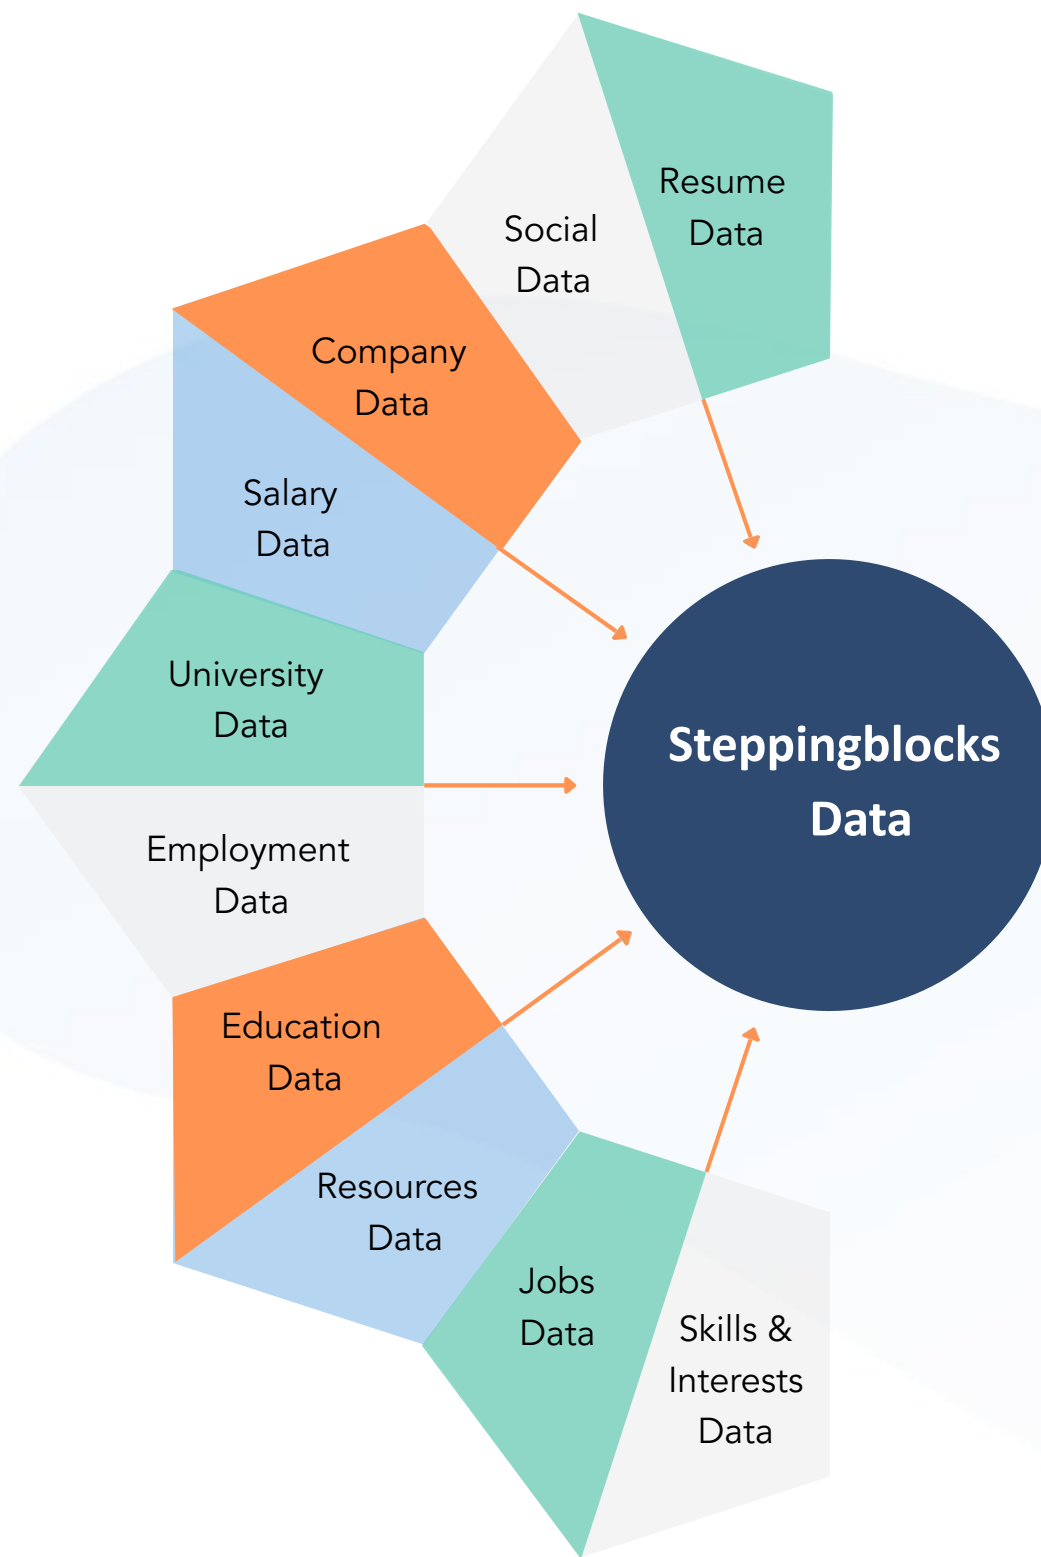 Resume
Data
Social
Data
Company
Data
Salary
Data
University
Data
Employment
Data
Education
Data
Resources
Data
Jobs
Data
Skills &
Interests
Data
Steppingblocks
Data